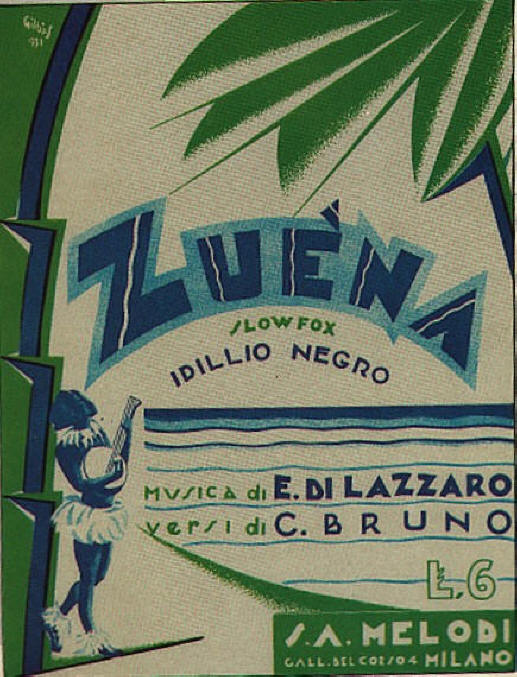 ZUÈNA
SLOW FOX
IDILLIO NEGRO
MUSICA di E. DI LAZZARO
versi di C. BRUNO
L. 6
S.A. MELODI
GALL. DEL CORSO 4 MILANO